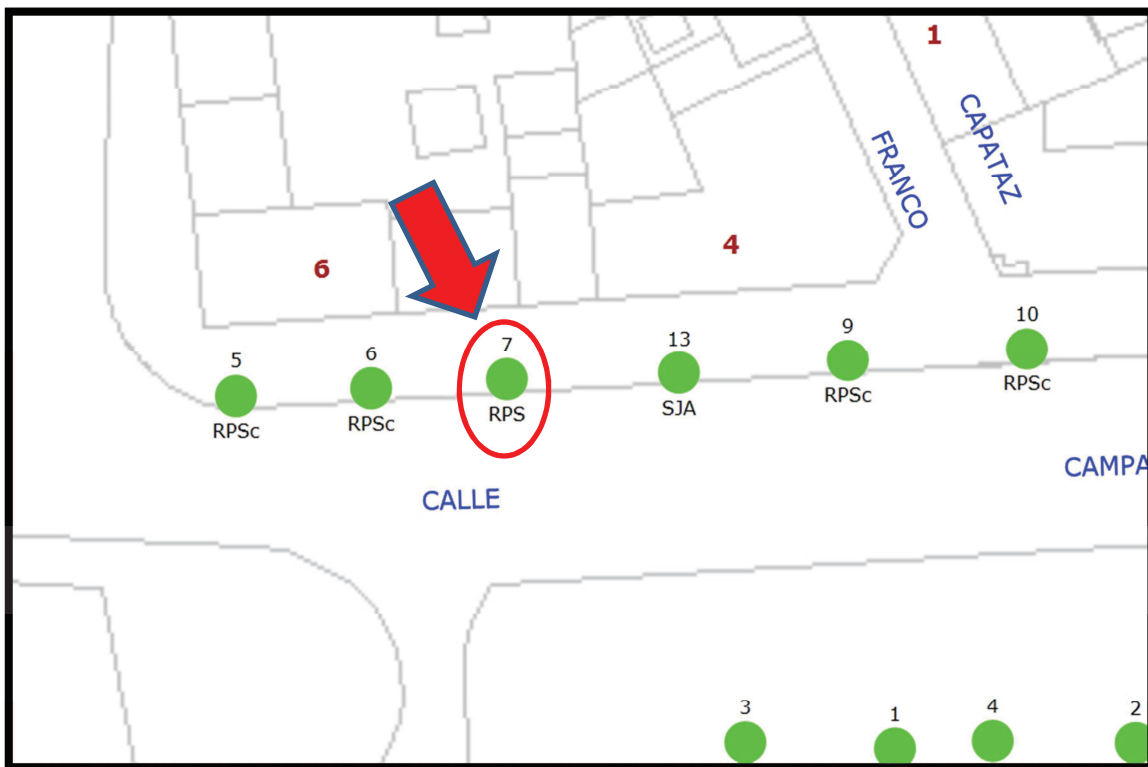 1
CAPATAZ
FRANCO
4
6
10
9
13
7
6
5
RPSc
RPSc
RPS
SJA
RPSc
RPSc
CAMPA
CALLE
3
1
4
2